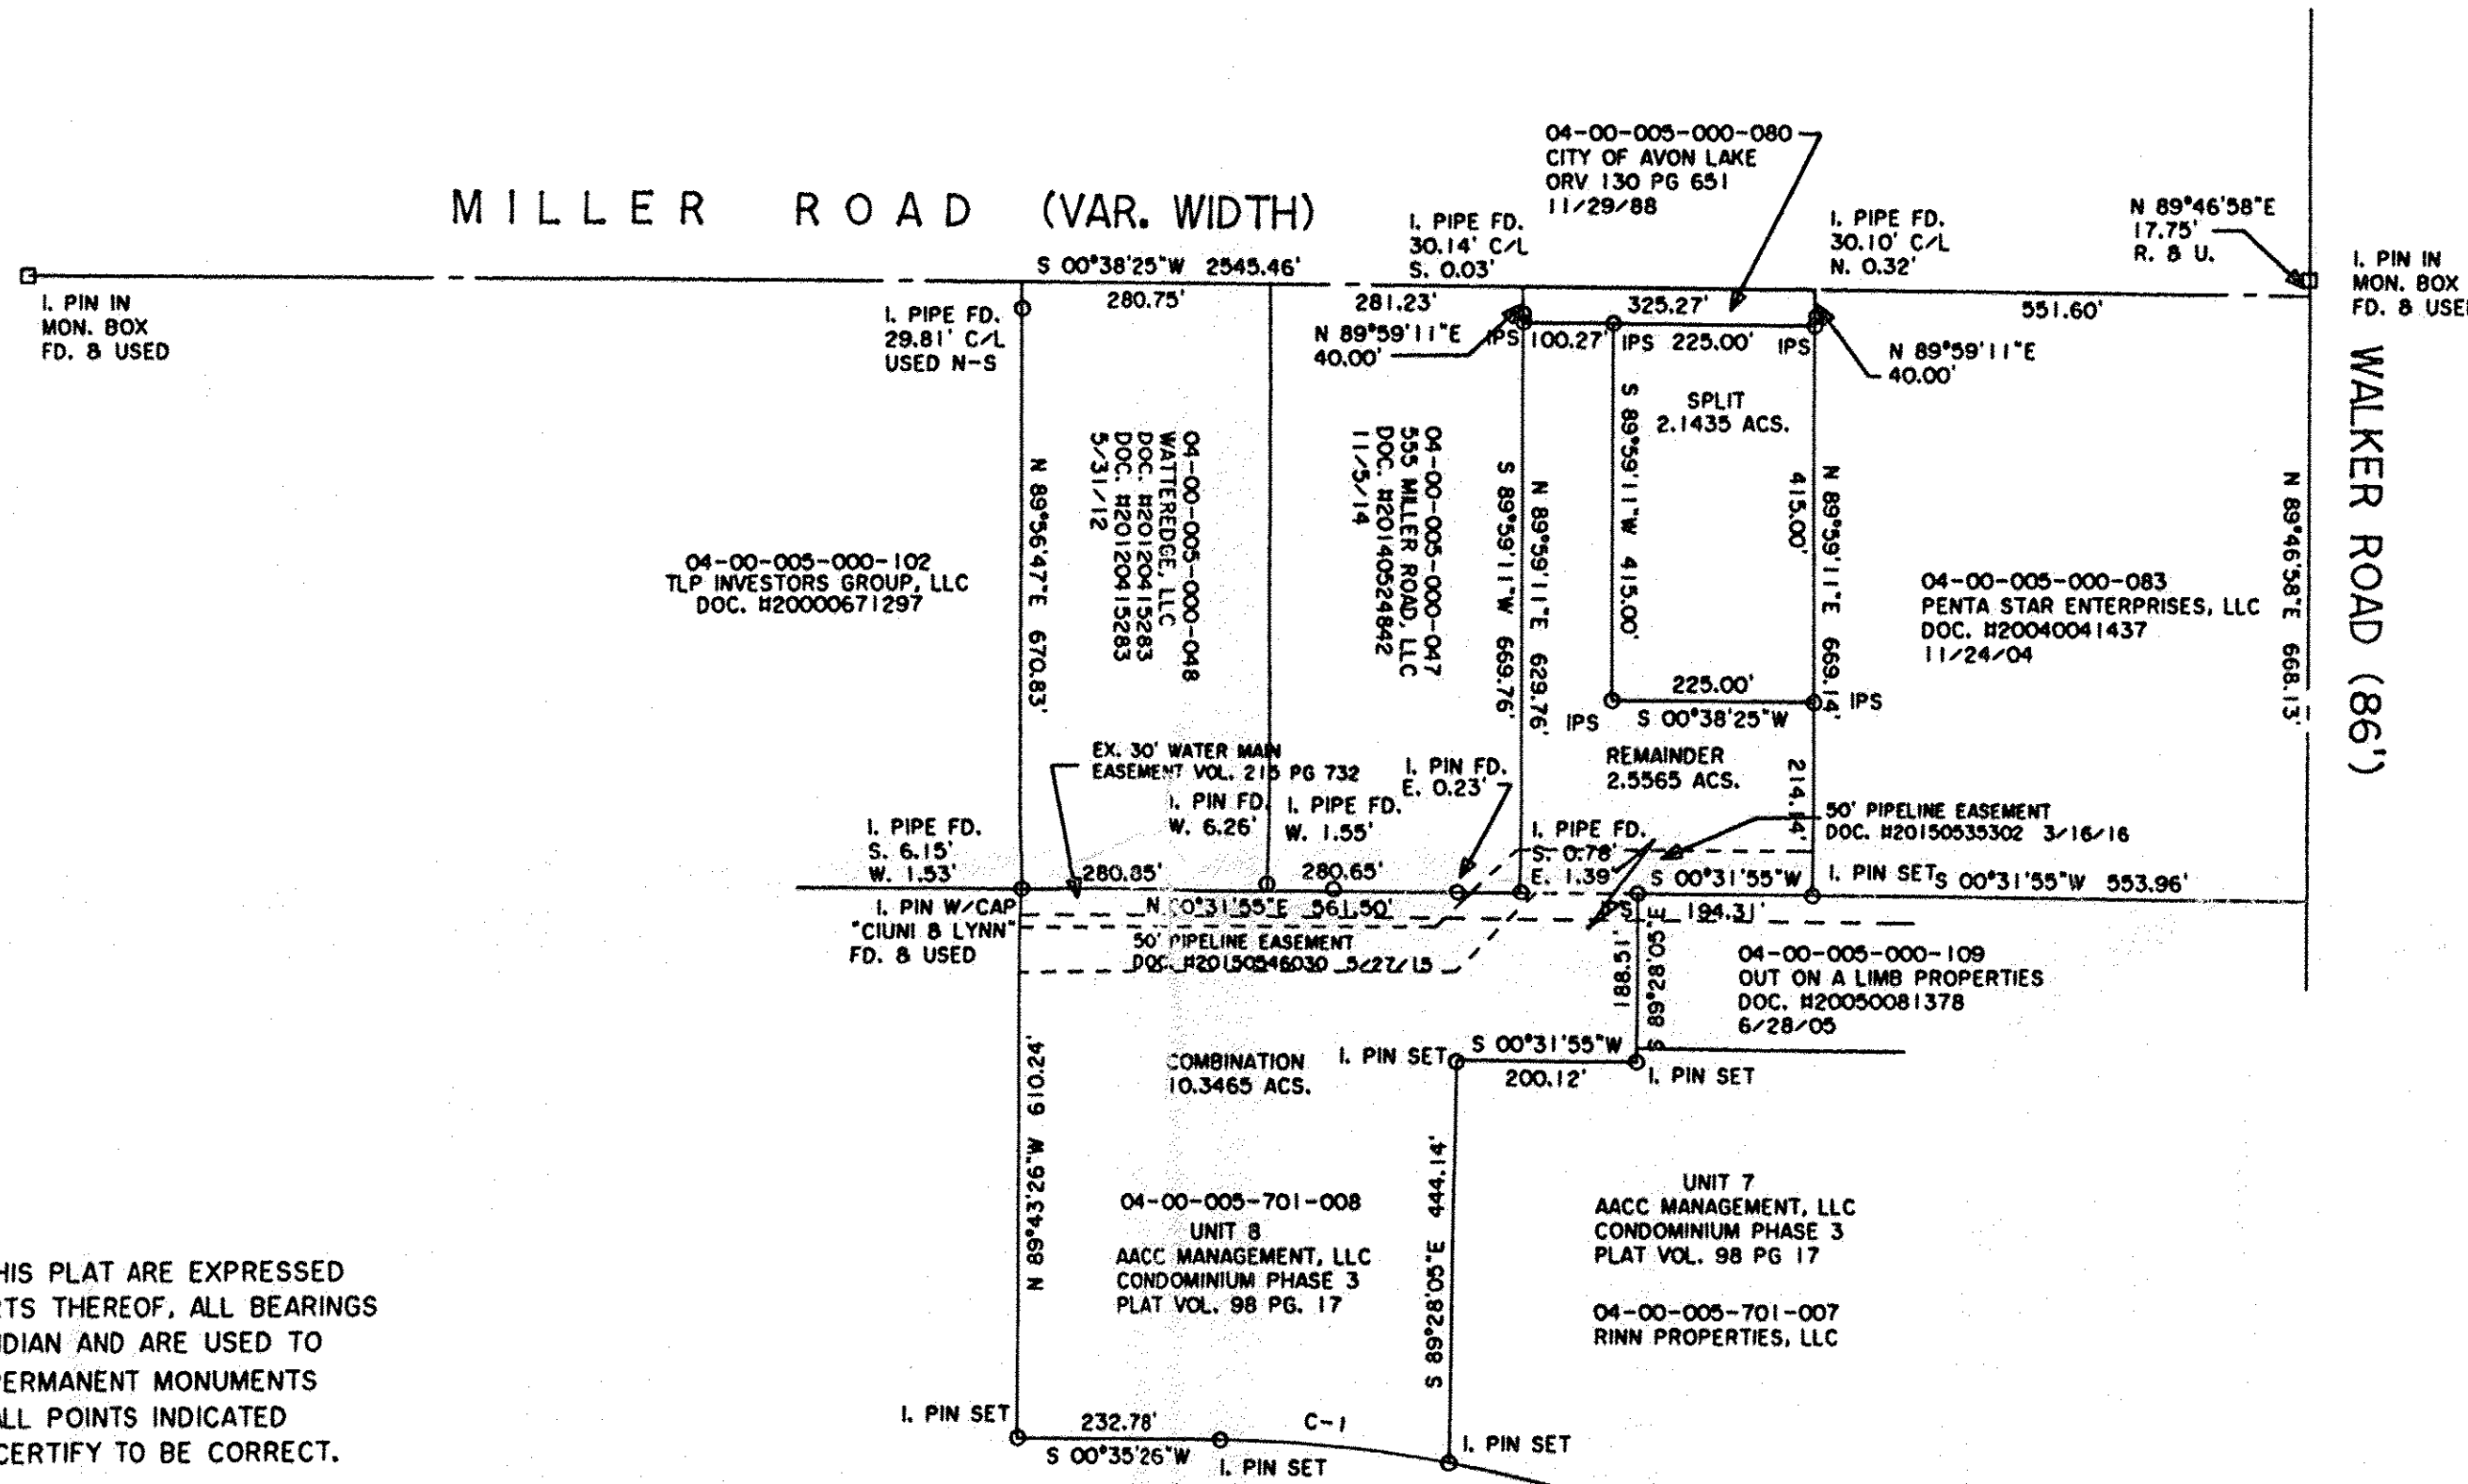 MILLER ROAD (VAR. WIDTH)
04-00-005-000-080
CITY OF AVON LAKE
ORV 130 PG 651
11/29/88
I. PIPE FD.
30.14' C/L
S. 0.03'
I. PIPE FD.
30.10' C/L
N. 0.32'
N 89°46'58"E
17.75'
R. & U.
I. PIN IN
MON. BOX
FD. & USED
I. PIN IN
MON. BOX
FD. & USE
S 00°38'25"W 2545.46'
280.75'
281.23'
325.27'
551.60'
I. PIPE FD.
29.81' C/L
USED N-S
N 89°59'11"E
40.00'
IPS
100.27'
IPS
225.00'
IPS
N 89°59'11"E
40.00'
WALKER ROAD (86')
N 89°46'58"E 668.13'
SPLIT
2.1435 ACS.
S 89°59'11"W 415.00'
415.00'
N 89°59'11"E 669.14'
N 89°56'47"E 670.83'
04-00-005-000-048
WATTEREDGE, LLC
DOC. #20120415283
DOC. #20120415283
5/31/12
04-00-005-000-047
555 MILLER ROAD, LLC
DOC. #20140524842
11/5/14
S 89°59'11"W 669.76'
N 89°59'11"E 629.76'
04-00-005-000-102
TLP INVESTORS GROUP, LLC
DOC. #20000671297
04-00-005-000-083
PENTA STAR ENTERPRISES, LLC
DOC. #20040041437
11/24/04
225.00'
IPS
S 00°38'25"W
IPS
REMAINDER
2.5565 ACS.
214.14'
EX. 30' WATER MAIN
EASEMENT VOL. 215 PG 732
I. PIN FD.
E. 0.23'
I. PIN FD.
W. 6.26'
I. PIPE FD.
W. 1.55'
I. PIPE FD.
S. 6.15'
W. 1.53'
I. PIPE FD.
S. 0.78'
E. 1.39'
50' PIPELINE EASEMENT
DOC. #20150535302 3/16/16
280.85'
280.65'
S 00°31'55"W
194.31'
I. PIN SET
S 00°31'55"W 553.96'
I. PIN W/CAP
"CIUNI & LYNN"
FD. & USED
N 00°31'55"E 561.50'
IPS
50' PIPELINE EASEMENT
DOC. #20150546030 5/27/15
188.51'
S 89°28'05"E
04-00-005-000-109
OUT ON A LIMB PROPERTIES
DOC. #20050081378
6/28/05
COMBINATION
10.3465 ACS.
I. PIN SET
S 00°31'55"W
200.12'
I. PIN SET
N 89°43'26"W 610.24'
S 89°28'05"E 444.14'
04-00-005-701-008
UNIT 8
AACC MANAGEMENT, LLC
CONDOMINIUM PHASE 3
PLAT VOL. 98 PG. 17
UNIT 7
AACC MANAGEMENT, LLC
CONDOMINIUM PHASE 3
PLAT VOL. 98 PG 17
04-00-005-701-007
RINN PROPERTIES, LLC
HIS PLAT ARE EXPRESSED
RTS THEREOF, ALL BEARINGS
IDIAN AND ARE USED TO
PERMANENT MONUMENTS
ALL POINTS INDICATED
CERTIFY TO BE CORRECT.
I. PIN SET
232.78'
S 00°35'26"W
I. PIN SET
C-1
I. PIN SET